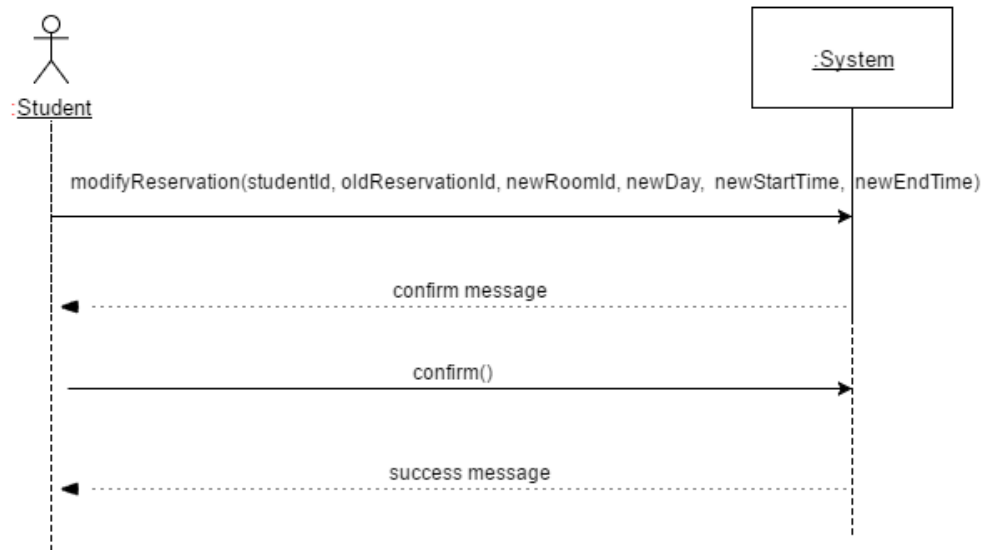 :System
:Student
modifyReservation(studentId, oldReservationId, newRoomId, newDay, newStartTime, newEndTime)
confirm message
confirm()
success message